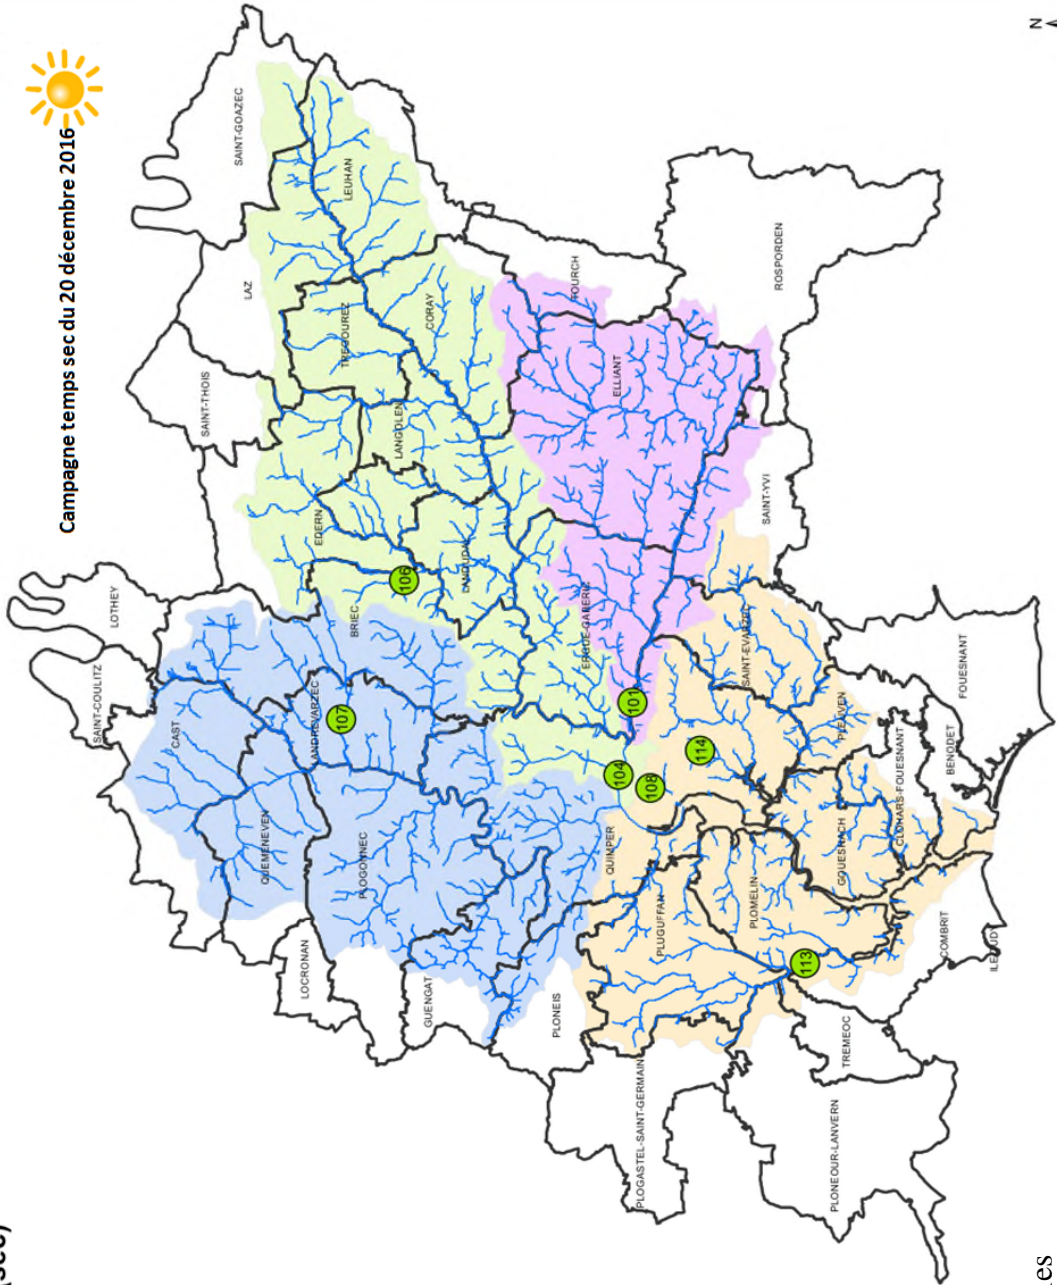 sec)
Campagne temps sec du 20 décembre 2016
N
SAINT-GOAZEC
LEUHAN
LAZ
TREGOUREZ
CORAY
TOURCH
ROSPORDEN
SAINT-THOIS
LANGOLEN
ELLIANT
EDERN
SAINT-YVI
LANDUDAL
106
LOTHEY
BRIEC
ERGUE-GABERIC
SAINT-EVARZEC
FOUESNANT
SAINT-COULITZ
CAST
LANDREVARZEC
107
101
PLEUVEN
114
104
108
CLOHARS-FOUESNANT
BENODET
QUEMENEVEN
PLOGONNEC
QUIMPER
GOUESNACH
PLOMELIN
PLUGUFFAN
COMBRIT
113
LOCRONAN
GUENGAT
PLONEIS
TREMEOC
PLOGASTEL-SAINT-GERMAIN
PLONEOUR-LANVERN
es